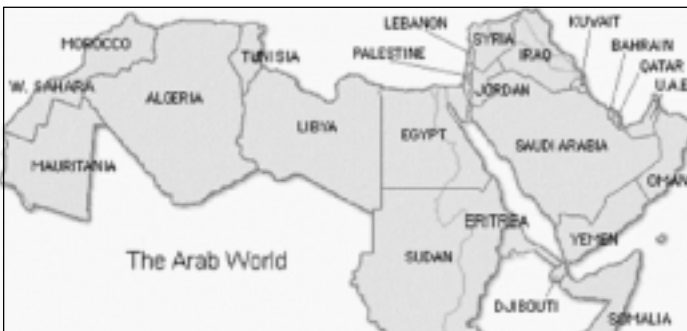 LEBANON
KUWAIT
MOROCCO
SYRIA
BAHRAIN
TUNISIA
PALESTINE
IRAQ
QATAR
W. SAHARA
U.A.E
ALGERIA
JORDAN
LIBYA
EGYPT
SAUDI ARABIA
MAURITANIA
OMAN
ERITREA
YEMEN
The Arab World
SUDAN
DJIBOUTI
SOMALIA